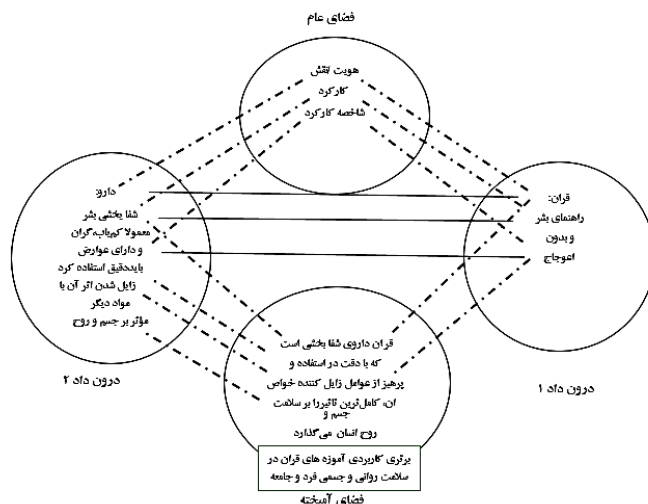 فضای عام
هویت نقش
کارکرد
شاخصه کارکرد
قران:
راهنمای بشر
و بدون
اعوجاج
درون داد ۱
دارو:
شفا بخشی بشر
معمولا کم‌یاب،گران
و دارای عوارض
بایددقیق استفاده کرد
زایل شدن اثر آن با
مواد دیگر
مؤثر بر جسم و روح
درون داد ۲
قران داروی شفا بخشی است
که با دقت در استفاده و
پرهیز از عوامل زایل کننده خواص
ان، کامل‌ترین تاثیررا بر سلامت
جسم و
روح انسان می‌گذارد
برتری کاربردی آموزه های قران در
سلامت روانی و جسمی فرد و جامعه
فضای آمیخته